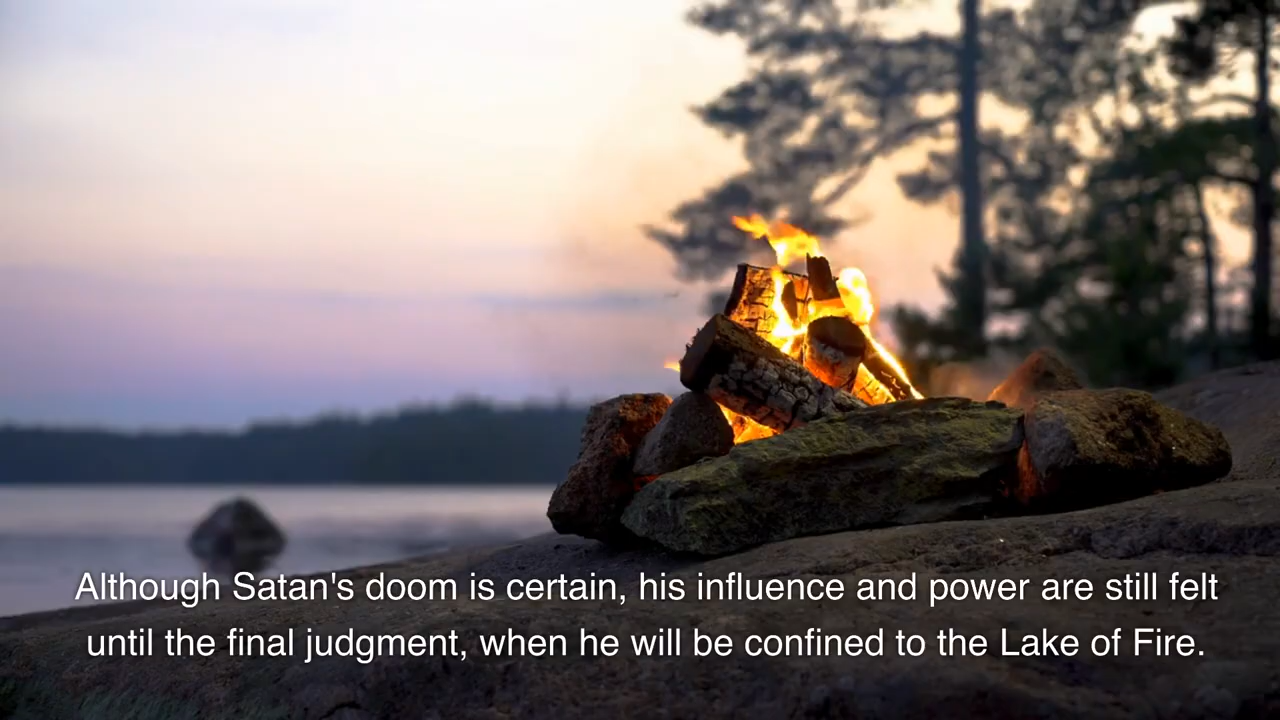 Although Satan's doom is certain, his influence and power are still felt
until the final judgment, when he will be confined to the Lake of Fire.